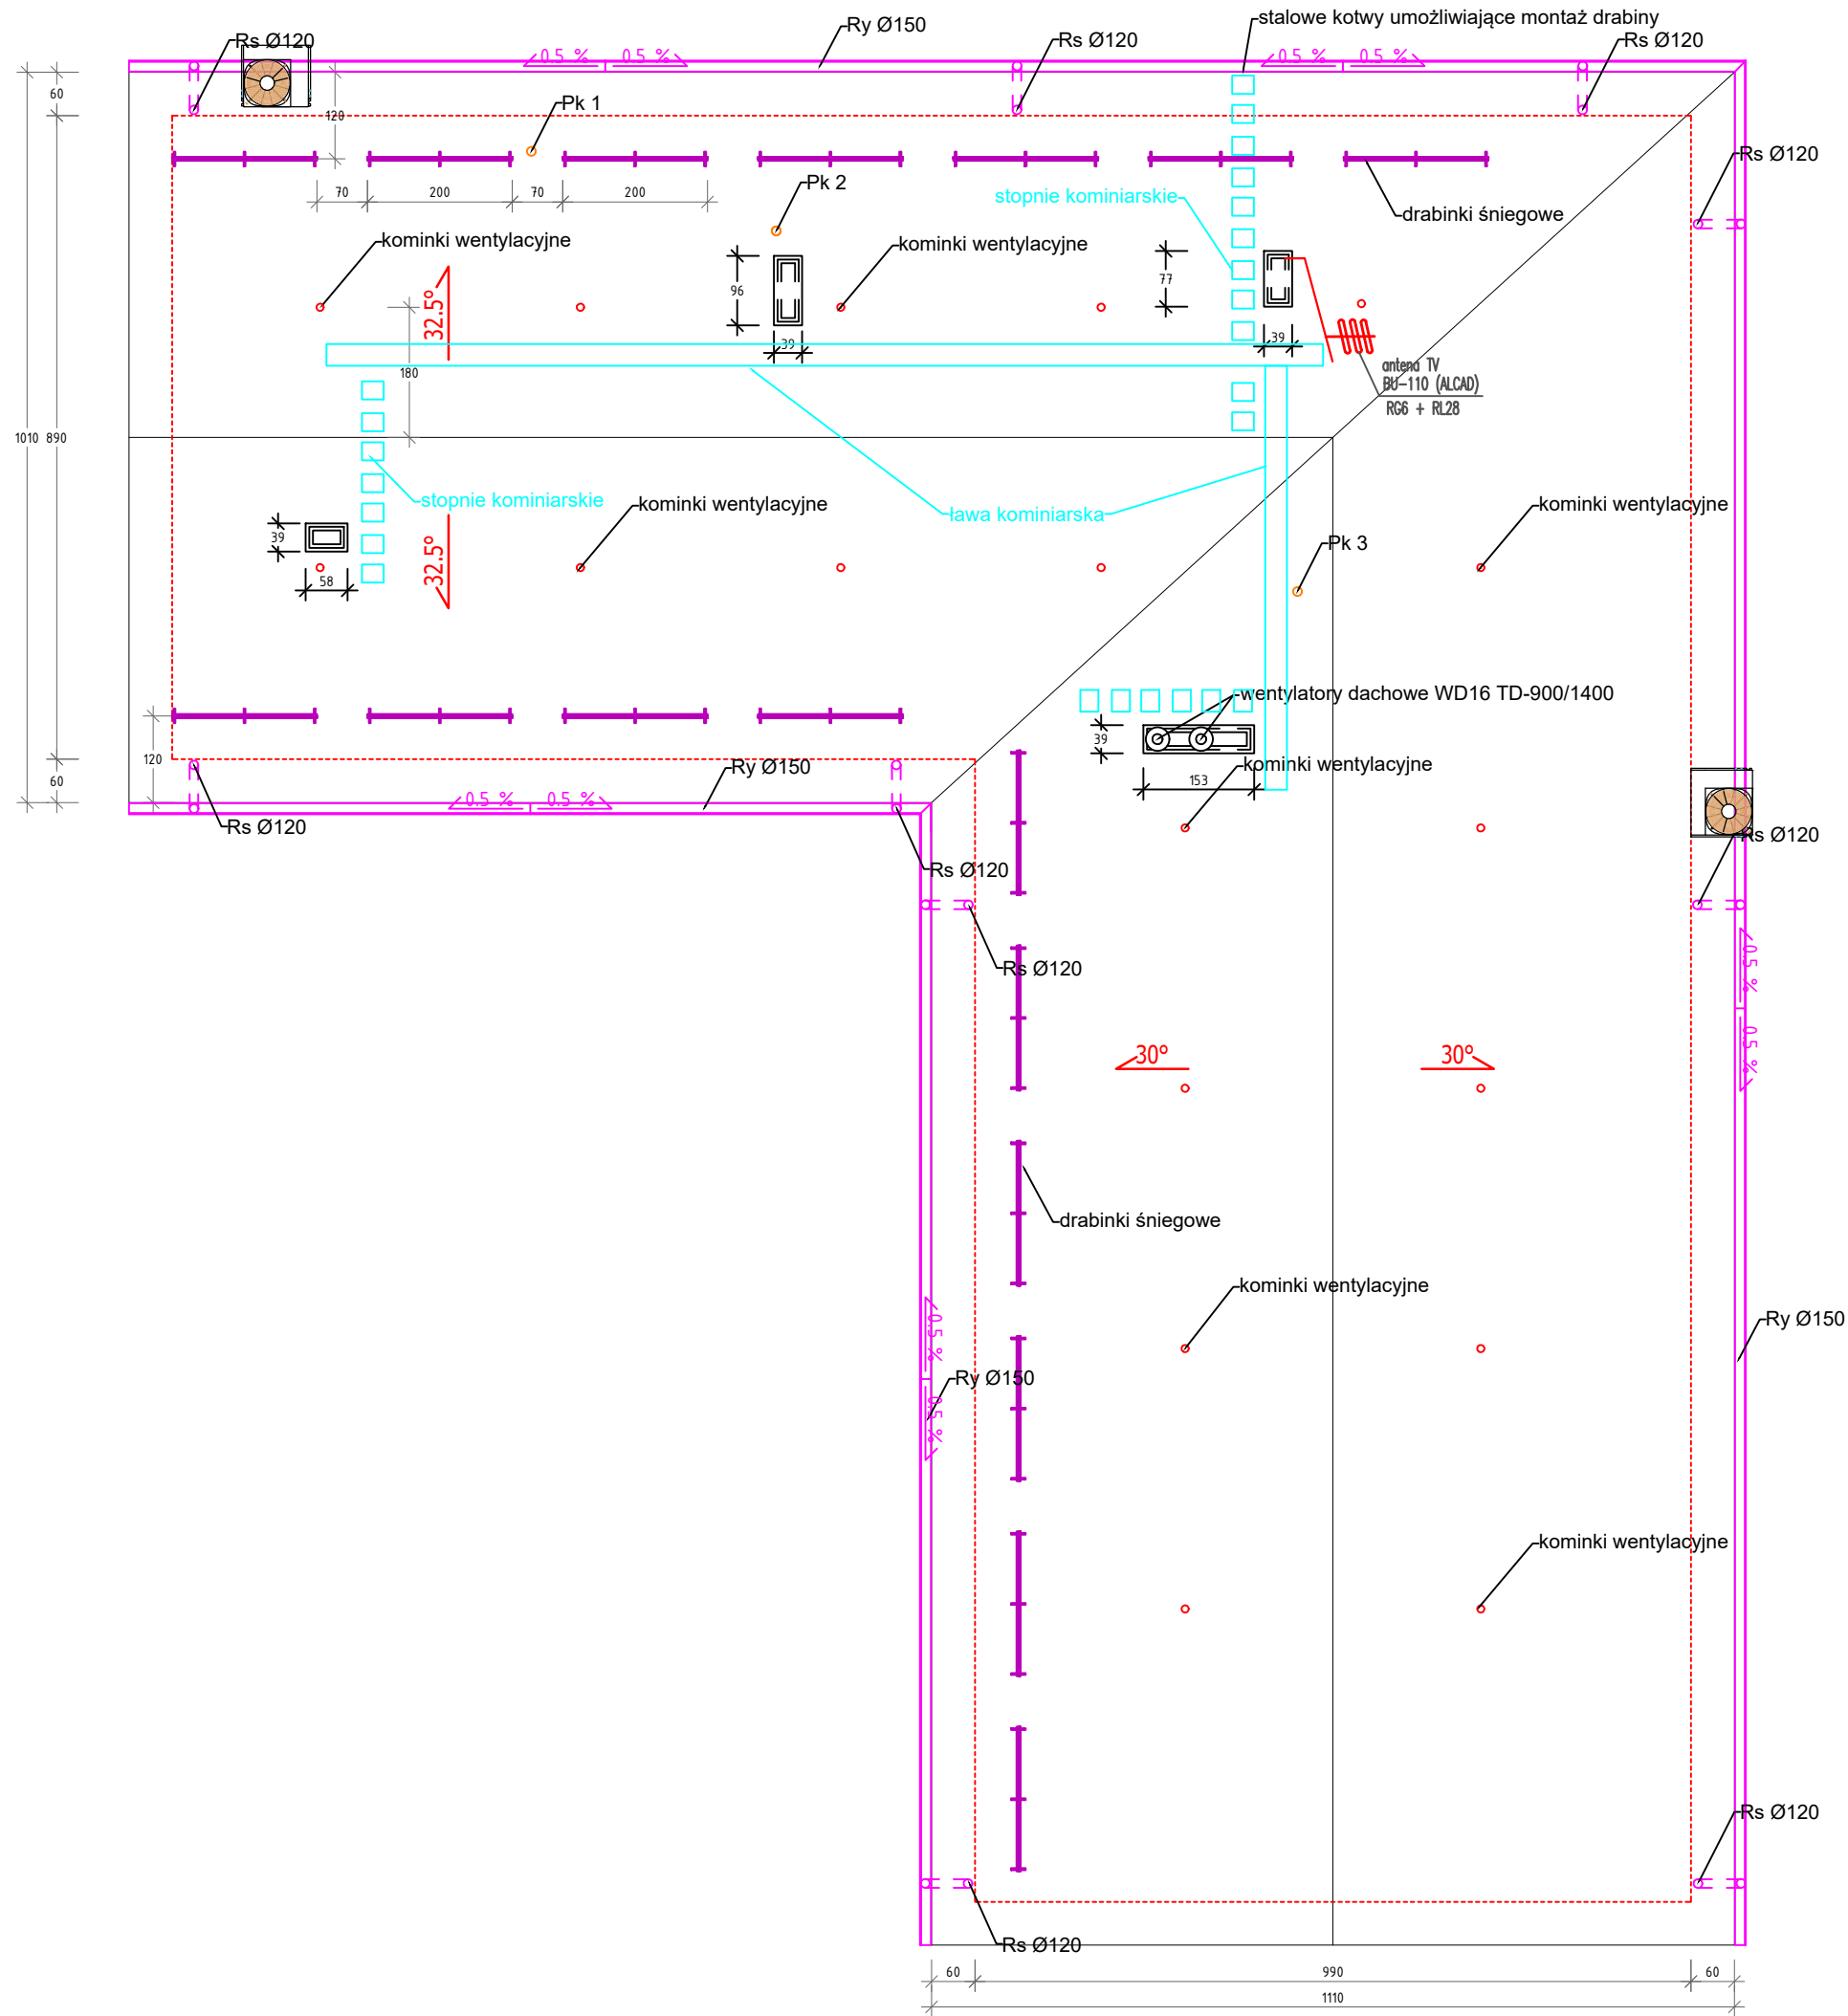 stalowe kotwy umożliwiające montaż drabiny
Ry Ø150
Rs Ø120
Rs Ø120
Rs Ø120
0.5 %
0.5 %
0.5 %
0.5 %
60
120
Pk 1
Rs Ø120
70
200
70
200
Pk 2
stopnie kominiarskie
drabinki śniegowe
kominki wentylacyjne
kominki wentylacyjne
96
77
32.5°
39
39
180
antena TV
BU-110 (ALCAD)
RG6 + RL28
1010
890
stopnie kominiarskie
kominki wentylacyjne
ława kominiarska
kominki wentylacyjne
39
58
32.5°
Pk 3
wentylatory dachowe WD16 TD-900/1400
39
153
120
60
Ry Ø150
kominki wentylacyjne
0.5 %
0.5 %
Rs Ø120
Rs Ø120
Rs Ø120
Rs Ø120
0.5 %
0.5 %
30°
30°
drabinki śniegowe
kominki wentylacyjne
0.5 %
Ry Ø150
Ry Ø150
0.5 %
kominki wentylacyjne
Rs Ø120
Rs Ø120
60
990
60
1110